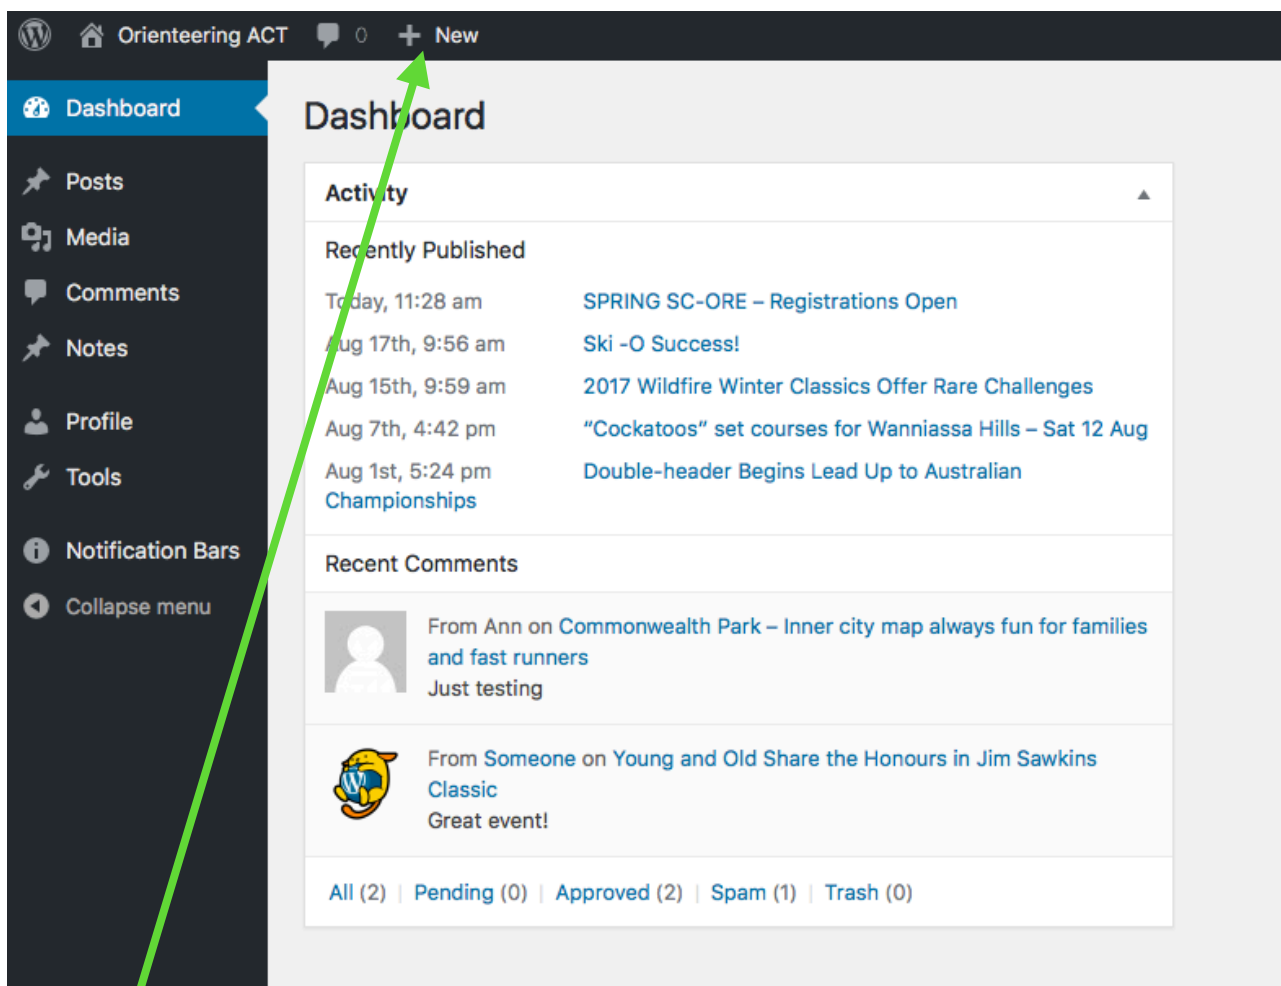 Orienteering ACT 0 + New
Dashboard
Posts
Media
Comments
Notes
Profile
Tools
Notification Bars
Collapse menu
Dashboard
Activity
Recently Published
Today, 11:28 am SPRING SC-ORE – Registrations Open
Aug 17th, 9:56 am Ski -O Success!
Aug 15th, 9:59 am 2017 Wildfire Winter Classics Offer Rare Challenges
Aug 7th, 4:42 pm “Cockatoos” set courses for Wanniassa Hills – Sat 12 Aug
Aug 1st, 5:24 pm Double-header Begins Lead Up to Australian
Championships
Recent Comments
From Ann on Commonwealth Park – Inner city map always fun for families
and fast runners
Just testing
From Someone on Young and Old Share the Honours in Jim Sawkins
Classic
Great event!
All (2) | Pending (0) | Approved (2) | Spam (1) | Trash (0)